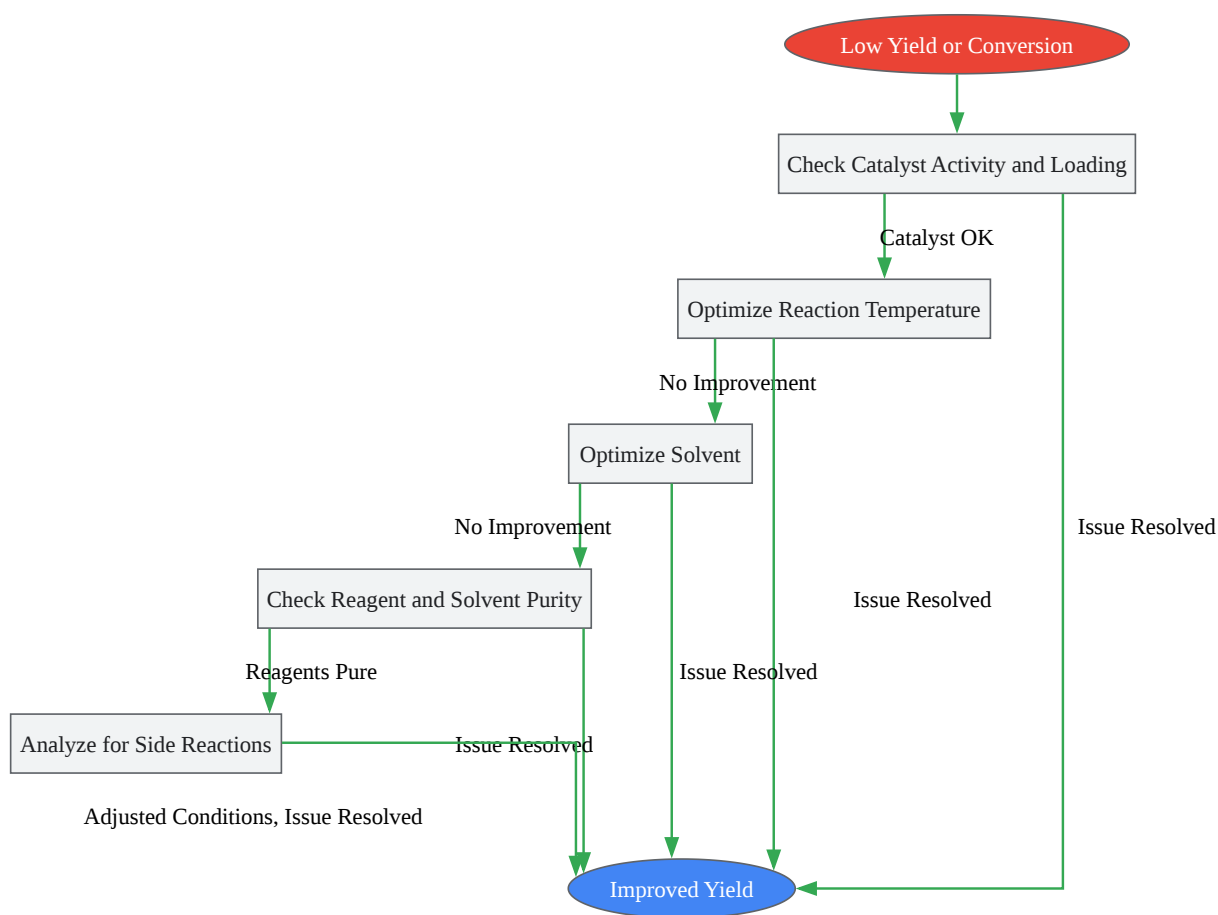 Low Yield or Conversion
Check Catalyst Activity and Loading
Catalyst OK
Optimize Reaction Temperature
No Improvement
Optimize Solvent
No Improvement
Issue Resolved
Check Reagent and Solvent Purity
Issue Resolved
Reagents Pure
Issue Resolved
Analyze for Side Reactions
Issue Resolved
Adjusted Conditions, Issue Resolved
Improved Yield